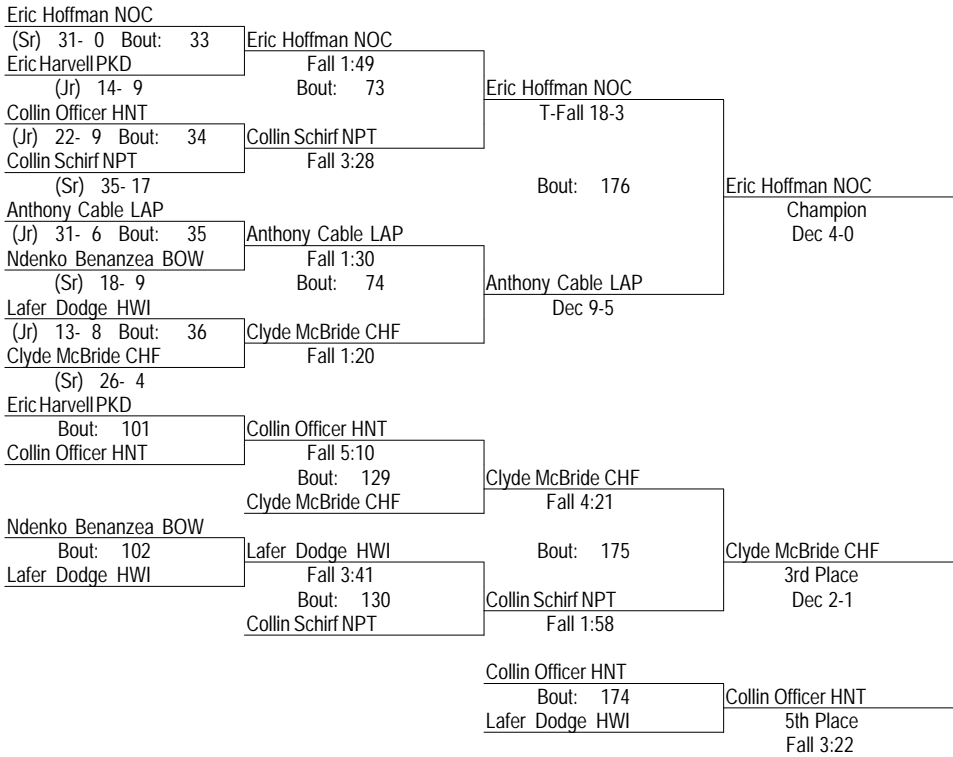 Eric Hoffman NOC
(Sr) 31- 0 Bout: 33 Eric Hoffman NOC
Eric Harvell PKD Fall 1:49
(Jr) 14- 9 Bout: 73 Eric Hoffman NOC
Collin Officer HNT T-Fall 18-3
(Jr) 22- 9 Bout: 34 Collin Schirf NPT
Collin Schirf NPT Fall 3:28
(Sr) 35- 17 Bout: 176 Eric Hoffman NOC
Anthony Cable LAP Champion
(Jr) 31- 6 Bout: 35 Anthony Cable LAP Dec 4-0
Ndenko Benanzea BOW Fall 1:30
(Sr) 18- 9 Bout: 74 Anthony Cable LAP
Lafer Dodge HWI Dec 9-5
(Jr) 13- 8 Bout: 36 Clyde McBride CHF
Clyde McBride CHF Fall 1:20
(Sr) 26- 4
Eric Harvell PKD
Bout: 101 Collin Officer HNT
Collin Officer HNT Fall 5:10
Bout: 129 Clyde McBride CHF
Clyde McBride CHF Fall 4:21
Ndenko Benanzea BOW
Bout: 102 Lafer Dodge HWI Bout: 175 Clyde McBride CHF
Lafer Dodge HWI Fall 3:41 3rd Place
Bout: 130 Collin Schirf NPT Dec 2-1
Collin Schirf NPT Fall 1:58
Collin Officer HNT
Bout: 174 Collin Officer HNT
Lafer Dodge HWI 5th Place
Fall 3:22